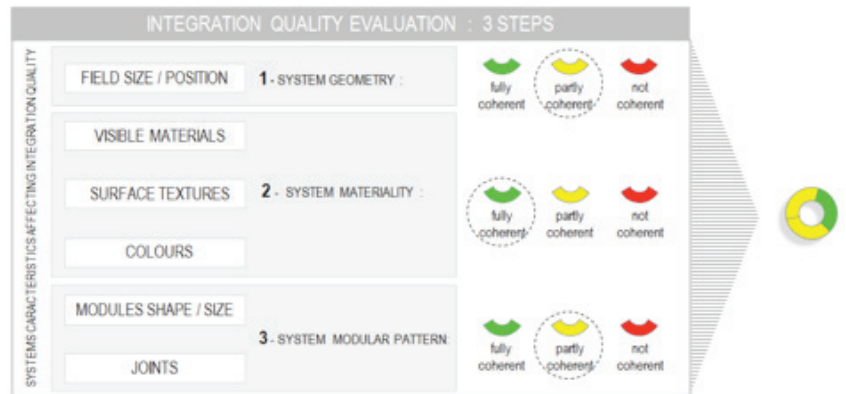 INTEGRATION QUALITY EVALUATION : 3 STEPS
SYSTEMS CARACTERISTICS AFFECTING INTEGRATION QUALITY
FIELD SIZE / POSITION
1 - SYSTEM GEOMETRY :
fully coherent
partly coherent
not coherent
VISIBLE MATERIALS
SURFACE TEXTURES
COLOURS
2 - SYSTEM MATERIALITY :
fully coherent
partly coherent
not coherent
MODULES SHAPE / SIZE
JOINTS
3 - SYSTEM MODULAR PATTERN:
fully coherent
partly coherent
not coherent